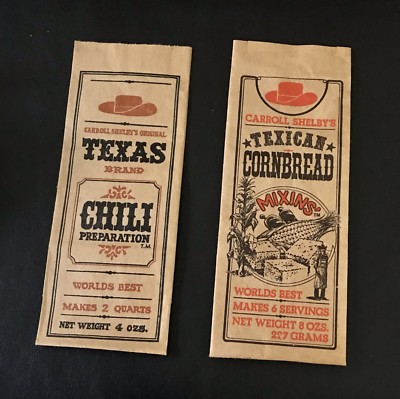 CARROLL SHELBY'S ORIGINAL
TEXAS
BRAND
CHILI
PREPARATION
T.M.
WORLDS BEST
MAKES 2 QUARTS
NET WEIGHT 4 OZS.
CARROLL SHELBY'S
TEXICAN
CORNBREAD
MIXINS'™
WORLDS BEST
MAKES 6 SERVINGS
NET WEIGHT 8 OZS.
227 GRAMS